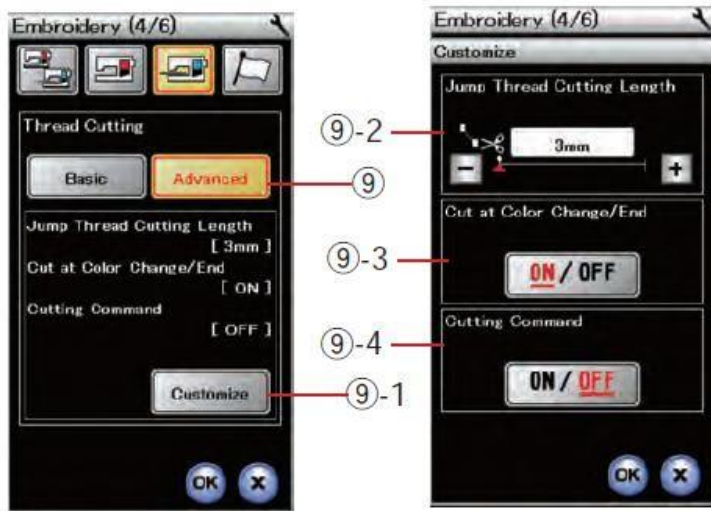 Embroidery (4/6)
Thread Cutting
Basic
Advanced
Jump Thread Cutting Length
[ 3mm ]
Cut at Color Change/End
[ ON ]
Cutting Command
[ OFF ]
Customize
OK X
⑨-2
⑨
⑨-3
⑨-4
⑨-1
Embroidery (4/6)
Customize
Jump Thread Cutting Length
3mm
− +
Cut at Color Change/End
ON / OFF
Cutting Command
ON / OFF
OK X